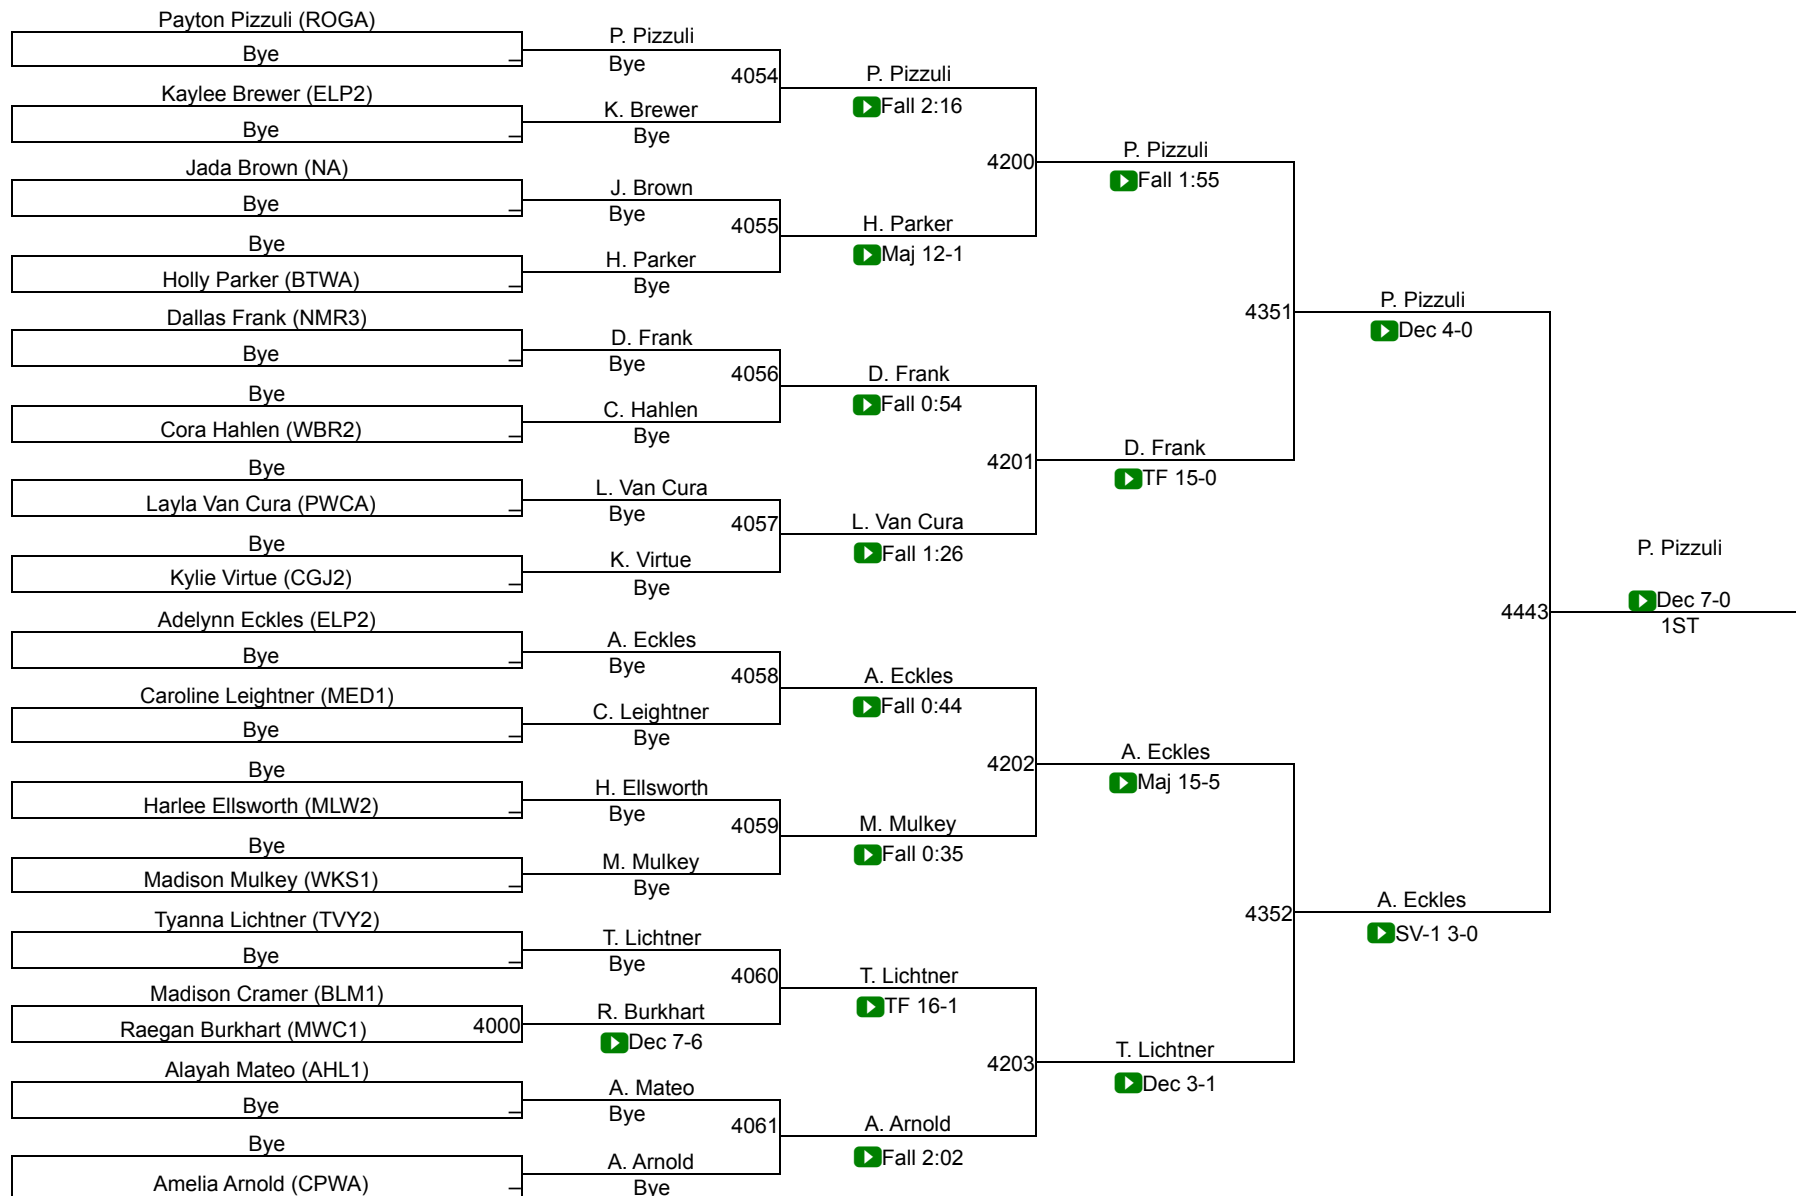 Payton Pizzuli (ROGA)
Bye
Kaylee Brewer (ELP2)
Bye
Jada Brown (NA)
Bye
Bye
Holly Parker (BTWA)
Dallas Frank (NMR3)
Bye
Bye
Cora Hahlen (WBR2)
Bye
Layla Van Cura (PWCA)
Bye
Kylie Virtue (CGJ2)
Adelynn Eckles (ELP2)
Bye
Caroline Leightner (MED1)
Bye
Bye
Harlee Ellsworth (MLW2)
Bye
Madison Mulkey (WKS1)
Tyanna Lichtner (TVY2)
Bye
Madison Cramer (BLM1)
Raegan Burkhart (MWC1) 4000
Alayah Mateo (AHL1)
Bye
Bye
Amelia Arnold (CPWA)
P. Pizzuli
Bye
4054
K. Brewer
Bye
J. Brown
Bye
4055
H. Parker
Bye
D. Frank
Bye
4056
C. Hahlen
Bye
L. Van Cura
Bye
4057
K. Virtue
Bye
A. Eckles
Bye
4058
C. Leightner
Bye
H. Ellsworth
Bye
4059
M. Mulkey
Bye
T. Lichtner
Bye
4060
R. Burkhart
Dec 7-6
A. Mateo
Bye
4061
A. Arnold
Bye
P. Pizzuli
Fall 2:16
4200
H. Parker
Maj 12-1
D. Frank
Fall 0:54
4201
L. Van Cura
Fall 1:26
A. Eckles
Fall 0:44
4202
M. Mulkey
Fall 0:35
T. Lichtner
TF 16-1
4203
A. Arnold
Fall 2:02
P. Pizzuli
Fall 1:55
4351
D. Frank
TF 15-0
A. Eckles
Maj 15-5
4352
T. Lichtner
Dec 3-1
P. Pizzuli
Dec 4-0
4443
A. Eckles
SV-1 3-0
P. Pizzuli
Dec 7-0
1ST